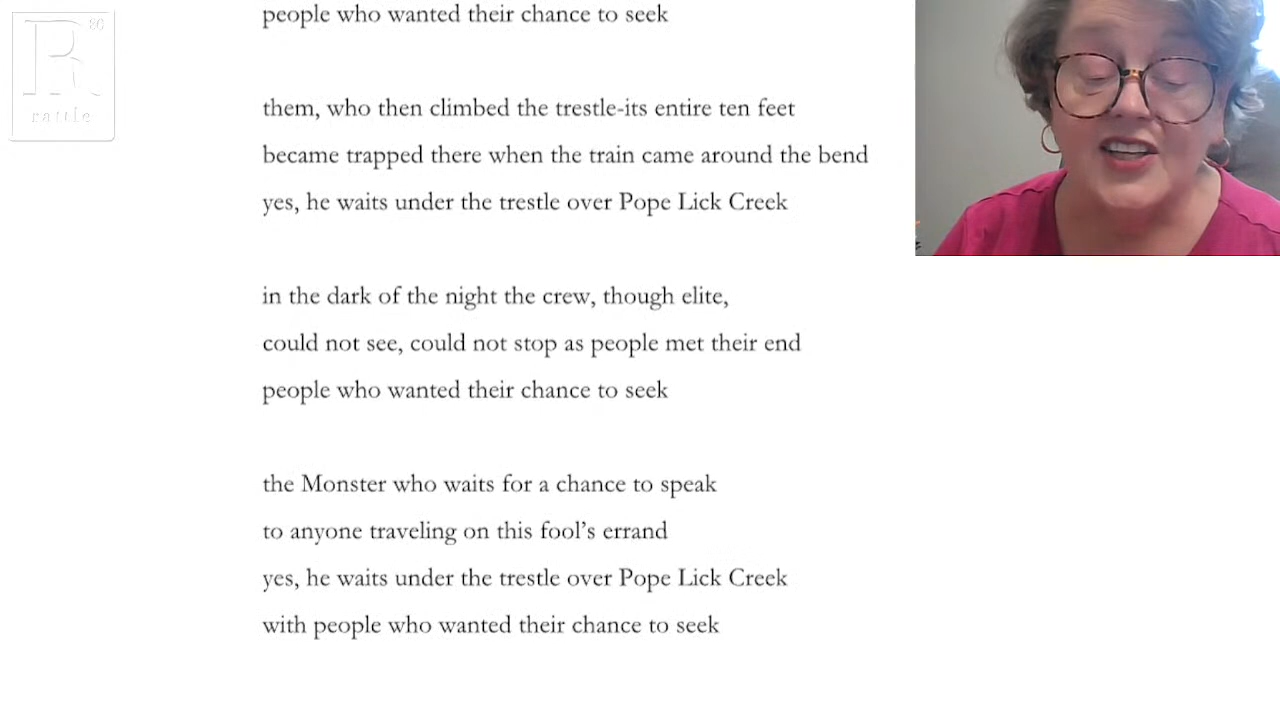 people who wanted their chance to seek
R 80
rattle
them, who then climbed the trestle-its entire ten feet
became trapped there when the train came around the bend
yes, he waits under the trestle over Pope Lick Creek
in the dark of the night the crew, though elite,
could not see, could not stop as people met their end
people who wanted their chance to seek
the Monster who waits for a chance to speak
to anyone traveling on this fool’s errand
yes, he waits under the trestle over Pope Lick Creek
with people who wanted their chance to seek